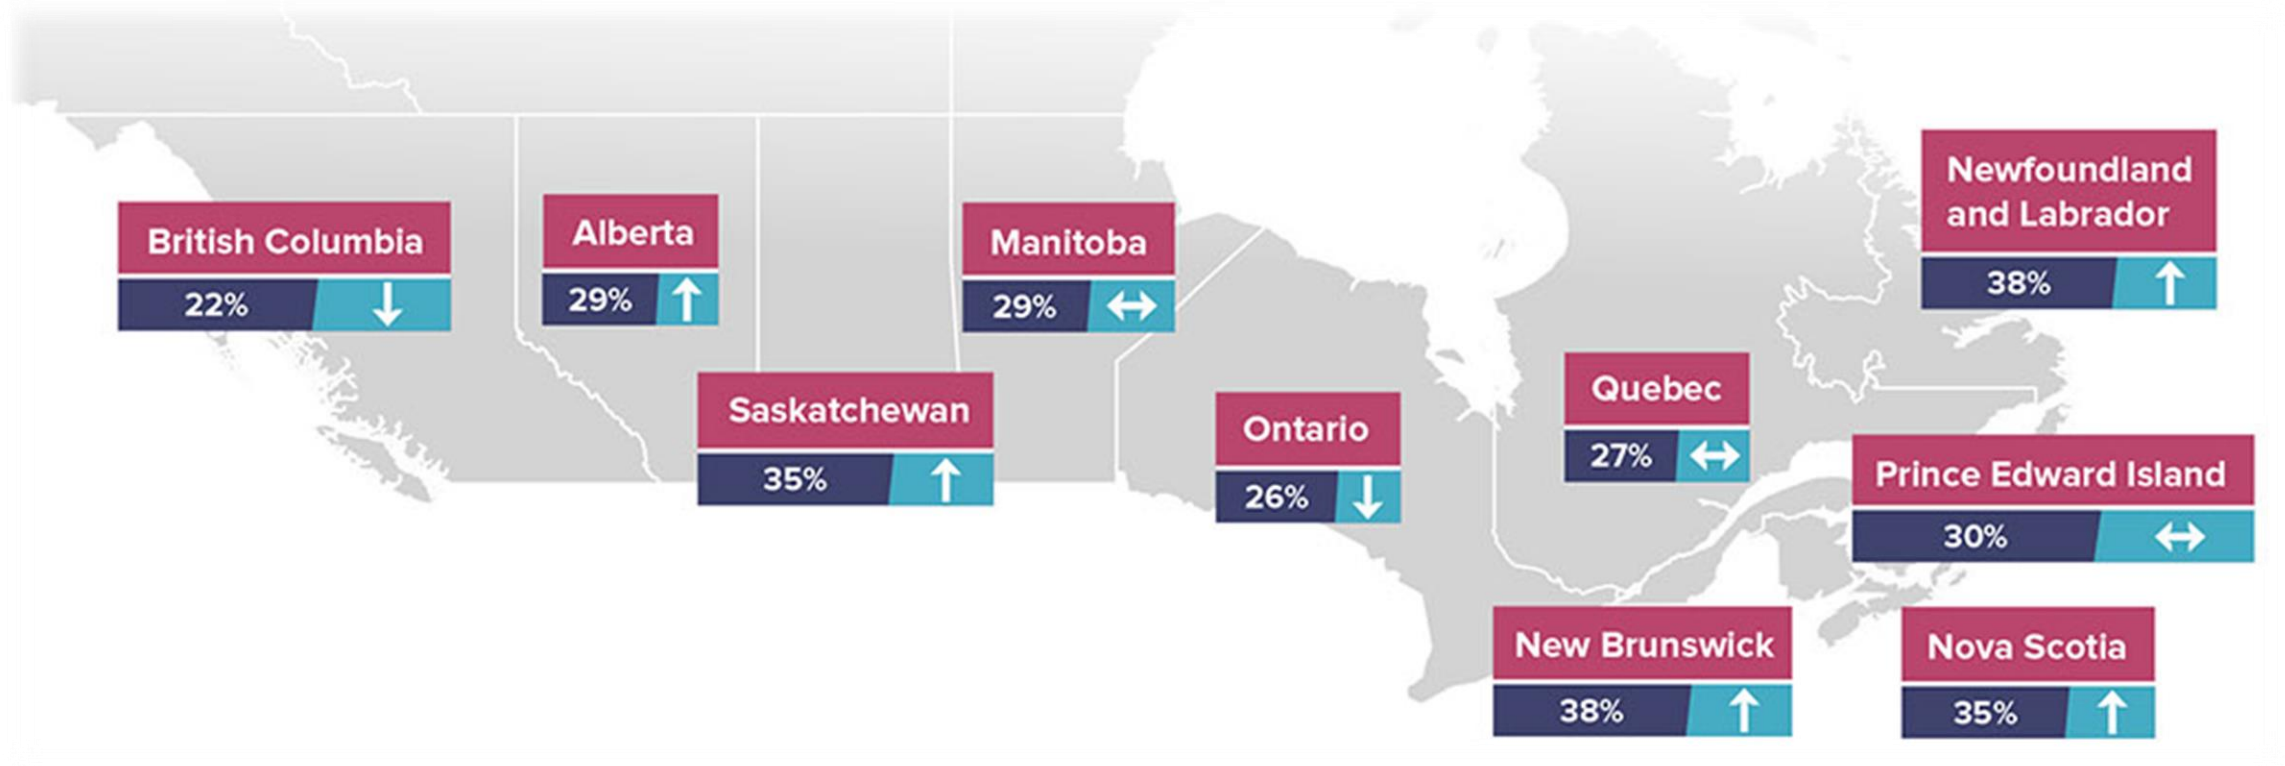 British Columbia
22%
Alberta
29%
Saskatchewan
35%
Manitoba
29%
Ontario
26%
Quebec
27%
Newfoundland
and Labrador
38%
Prince Edward Island
30%
New Brunswick
38%
Nova Scotia
35%